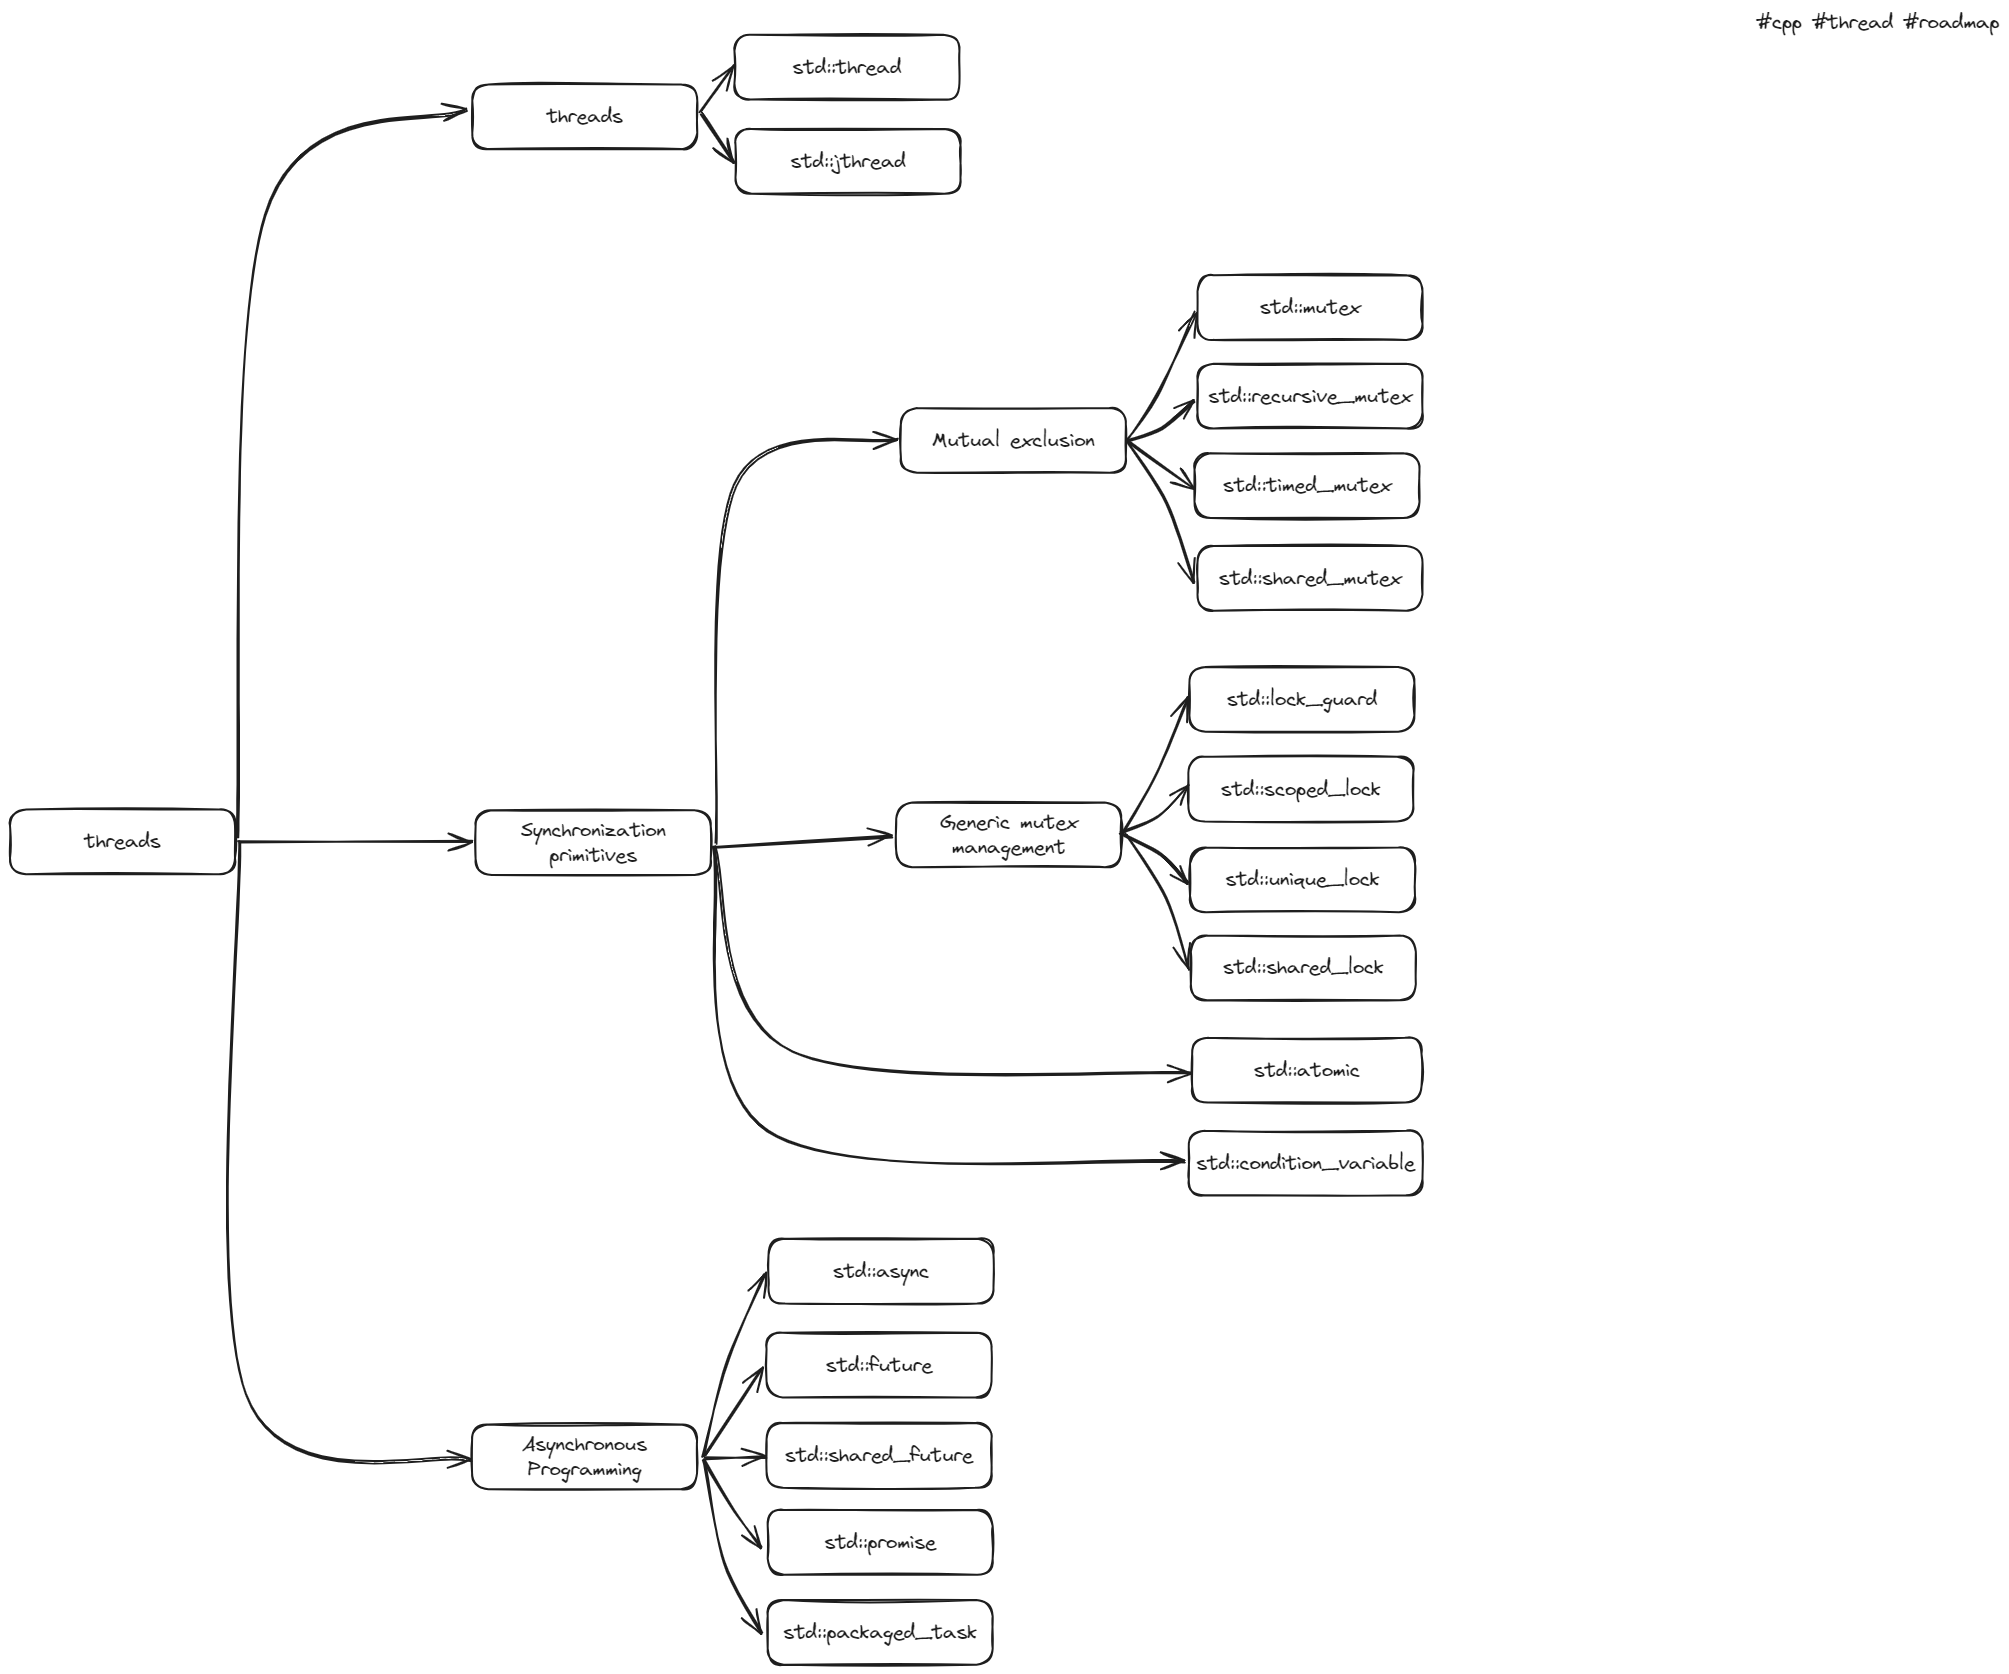 #cpp #thread #roadmap
std::thread
threads
std::jthread
std::mutex
std::recursive_mutex
Mutual exclusion
std::timed_mutex
std::shared_mutex
std::lock_guard
std::scoped_lock
threads
Synchronization
primitives
Generic mutex
management
std::unique_lock
std::shared_lock
std::atomic
std::condition_variable
std::async
std::future
Asynchronous
Programming
std::shared_future
std::promise
std::packaged_task